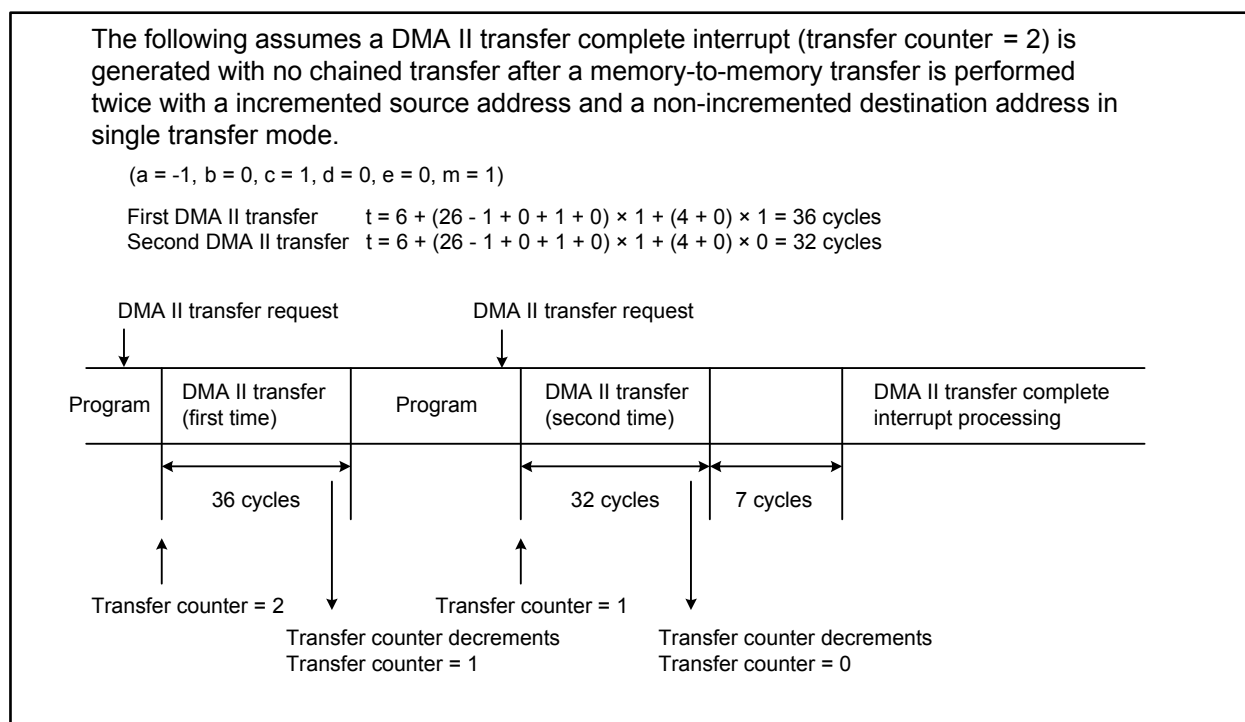 The following assumes a DMA II transfer complete interrupt (transfer counter = 2) is
generated with no chained transfer after a memory-to-memory transfer is performed
twice with a incremented source address and a non-incremented destination address in
single transfer mode.
(a = -1, b = 0, c = 1, d = 0, e = 0, m = 1)
First DMA II transfer t = 6 + (26 - 1 + 0 + 1 + 0) × 1 + (4 + 0) × 1 = 36 cycles
Second DMA II transfer t = 6 + (26 - 1 + 0 + 1 + 0) × 1 + (4 + 0) × 0 = 32 cycles
DMA II transfer request
DMA II transfer request
Program
DMA II transfer
(first time)
Program
DMA II transfer
(second time)
DMA II transfer complete
interrupt processing
36 cycles
32 cycles
7 cycles
Transfer counter = 2
Transfer counter = 1
Transfer counter decrements
Transfer counter = 1
Transfer counter decrements
Transfer counter = 0